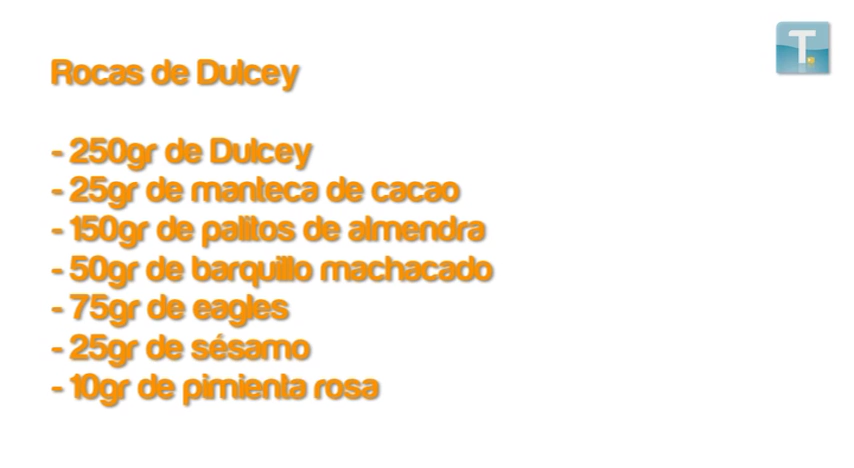 Rocas de Dulcey
T.
- 250gr de Dulcey
- 25gr de manteca de cacao
- 150gr de palitos de almendra
- 50gr de barquillo machacado
- 75gr de eagles
- 25gr de sésamo
- 10gr de pimienta rosa